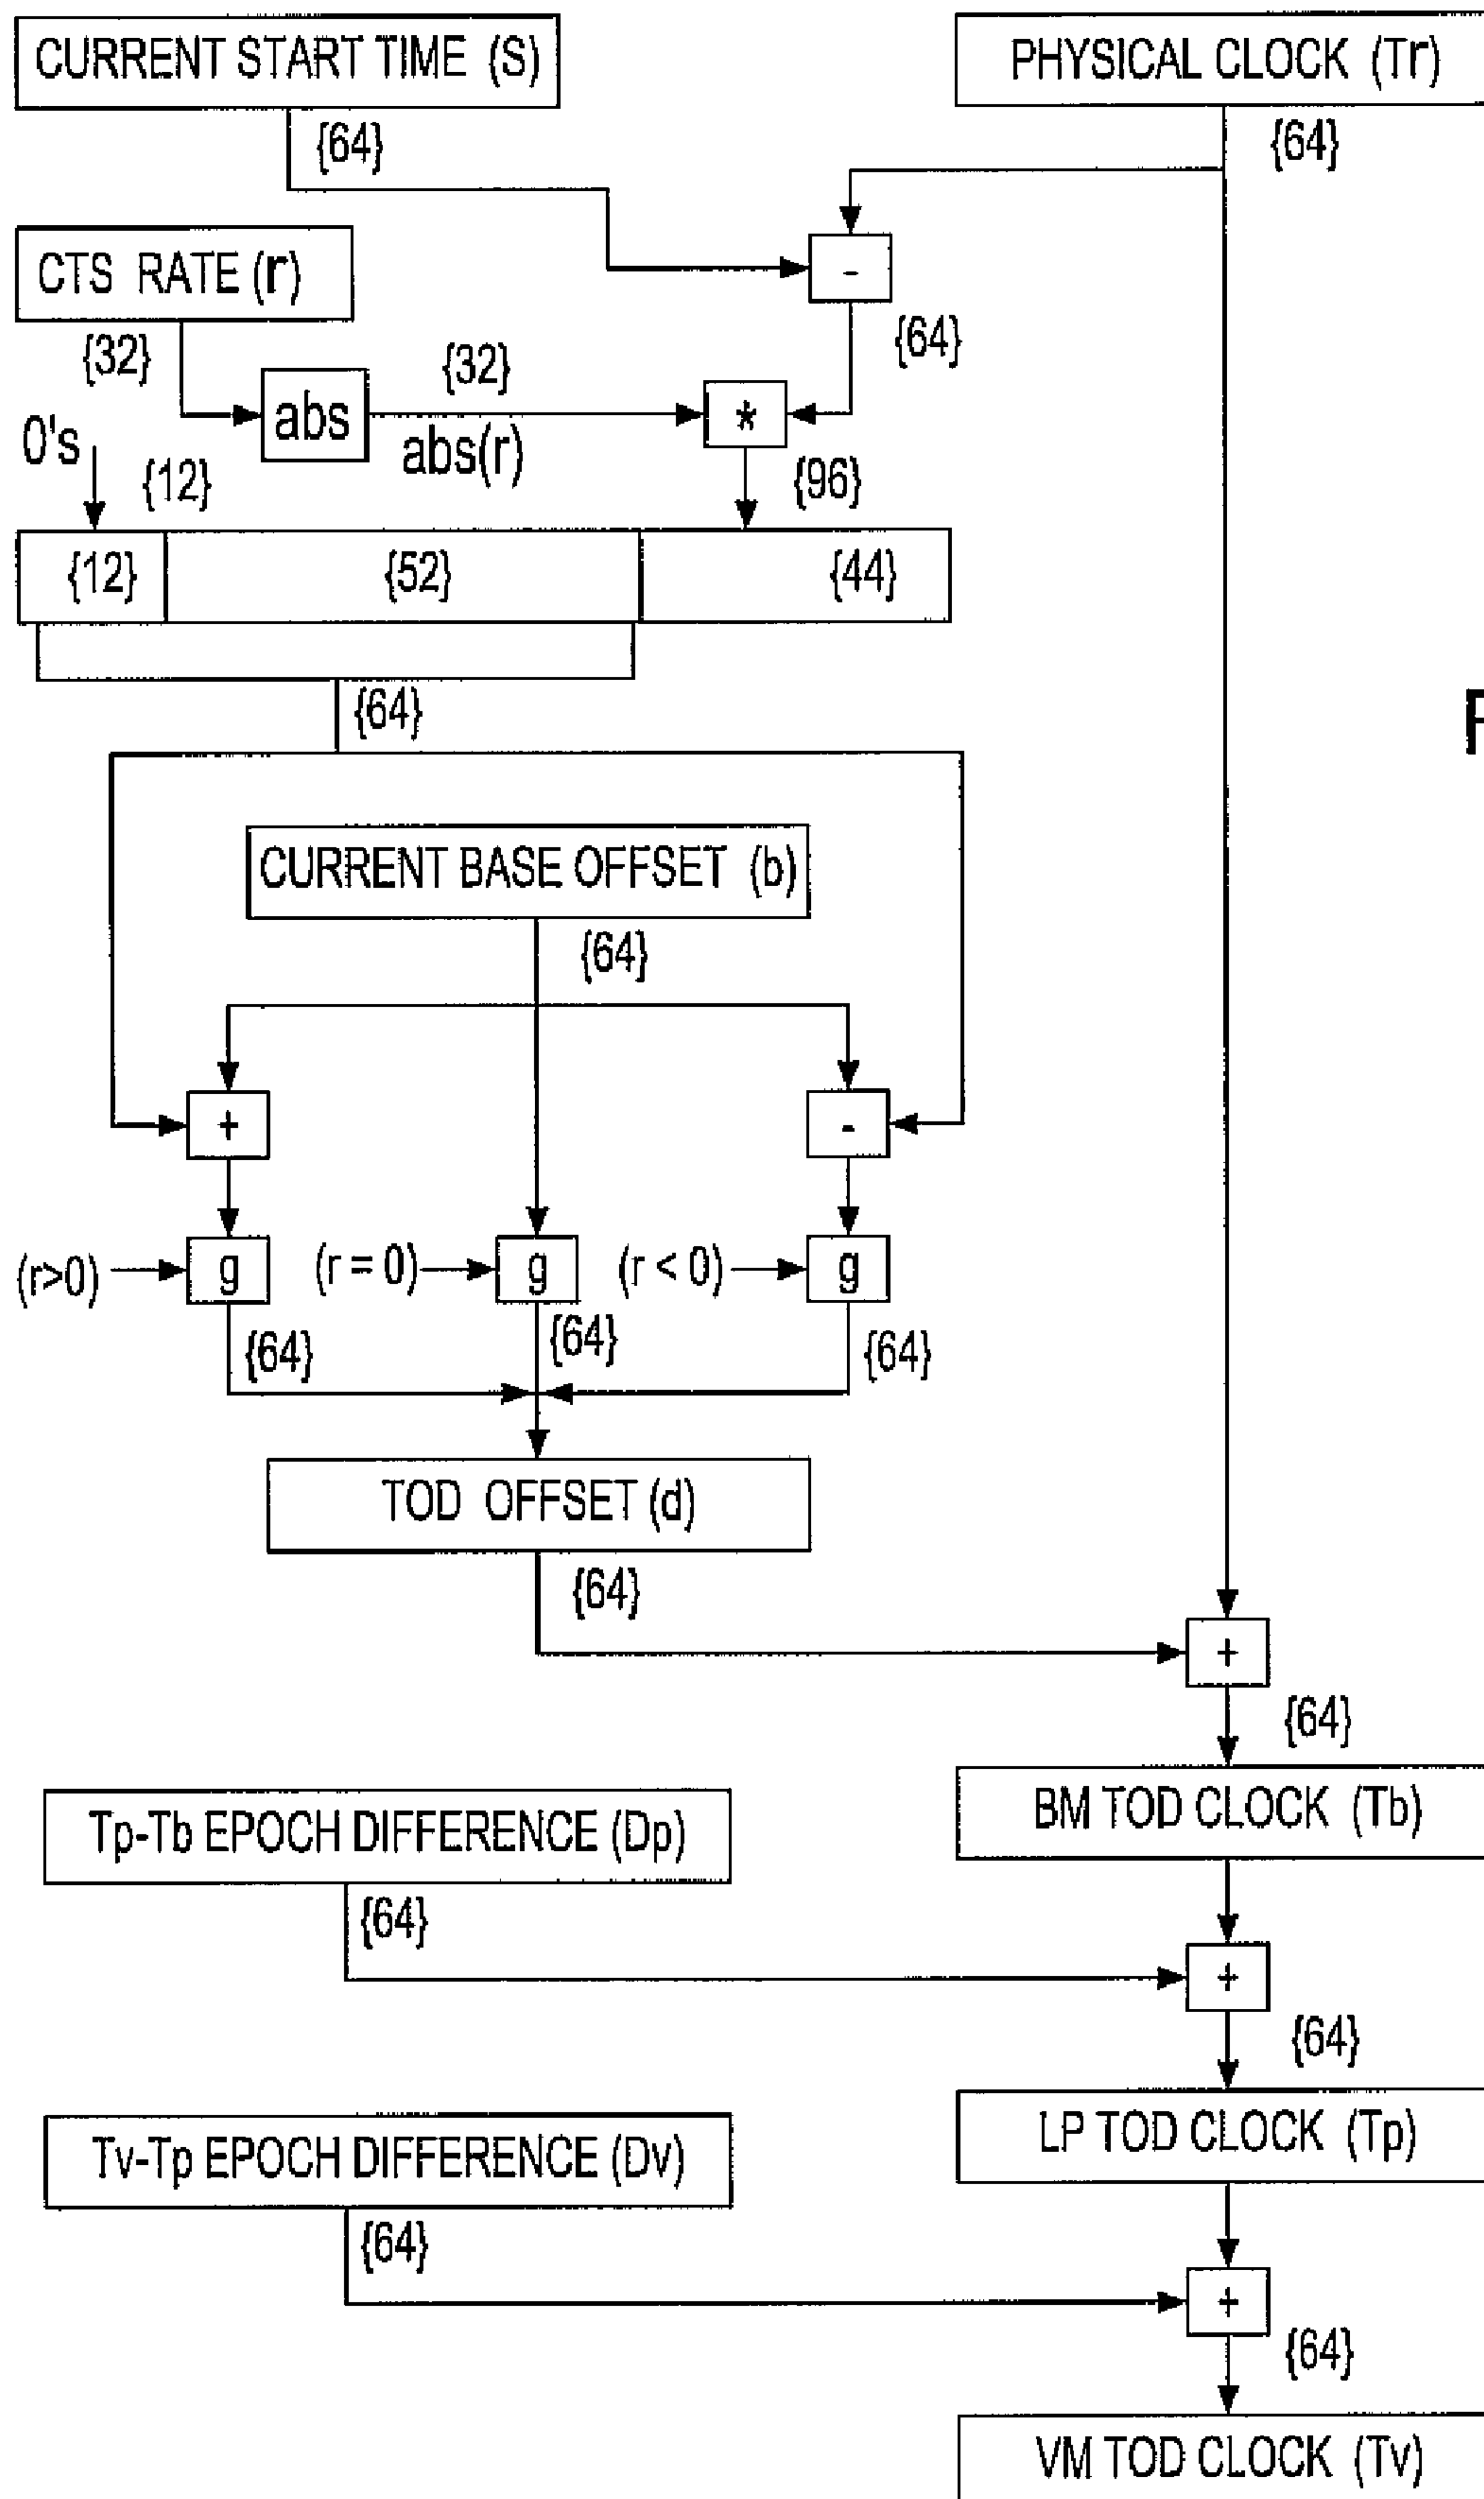 CURRENT START TIME (S)
PHYSICAL CLOCK (Tr)
{64}
{64}
-
CTS RATE (r)
{64}
{32}
{32}
abs
*
0's
abs(r)
{12}
{96}
{12}
{52}
{44}
{64}
F
CURRENT BASE OFFSET (b)
{64}
+
-
(r>0)
g
(r = 0)
g
(r < 0)
g
{64}
{64}
{64}
TOD OFFSET (d)
{64}
+
{64}
BM TOD CLOCK (Tb)
Tp-Tb EPOCH DIFFERENCE (Dp)
{64}
+
{64}
LP TOD CLOCK (Tp)
Tv-Tp EPOCH DIFFERENCE (Dv)
{64}
+
{64}
VM TOD CLOCK (Tv)